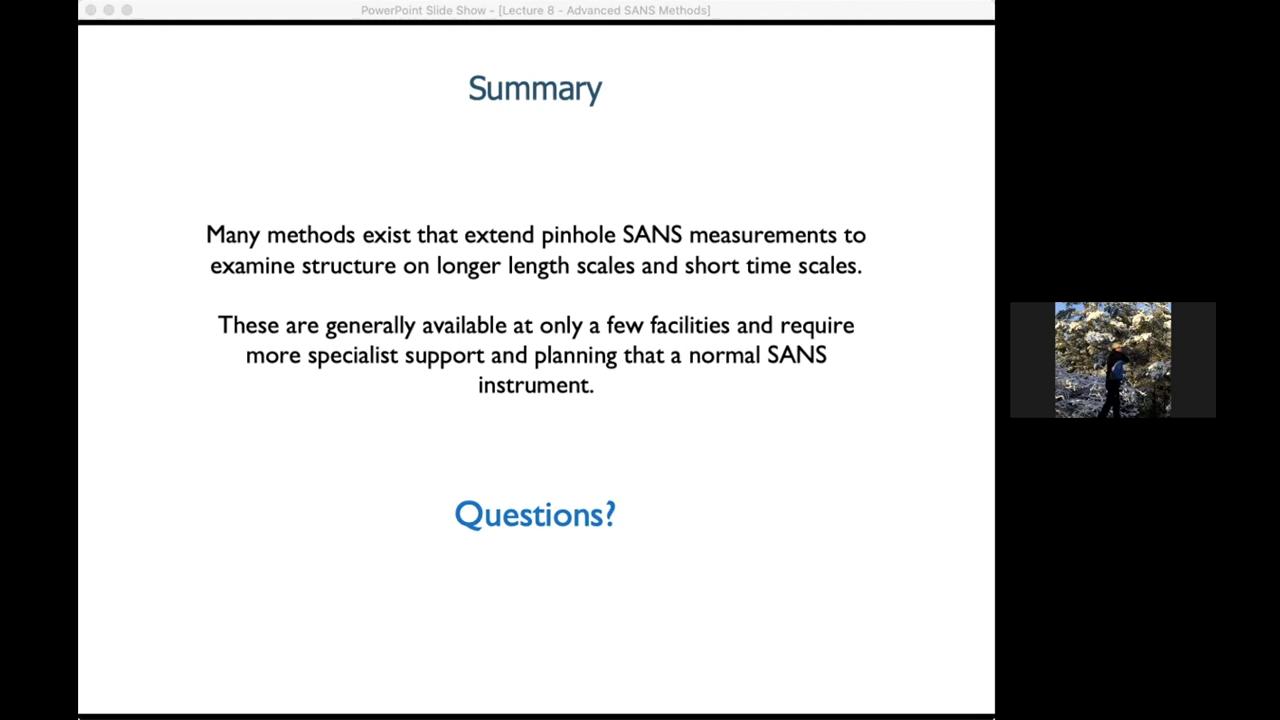 PowerPoint Slide Show - [Lecture 8 - Advanced SANS Methods]
Summary
Many methods exist that extend pinhole SANS measurements to
examine structure on longer length scales and short time scales.
These are generally available at only a few facilities and require
more specialist support and planning that a normal SANS
instrument.
Questions?